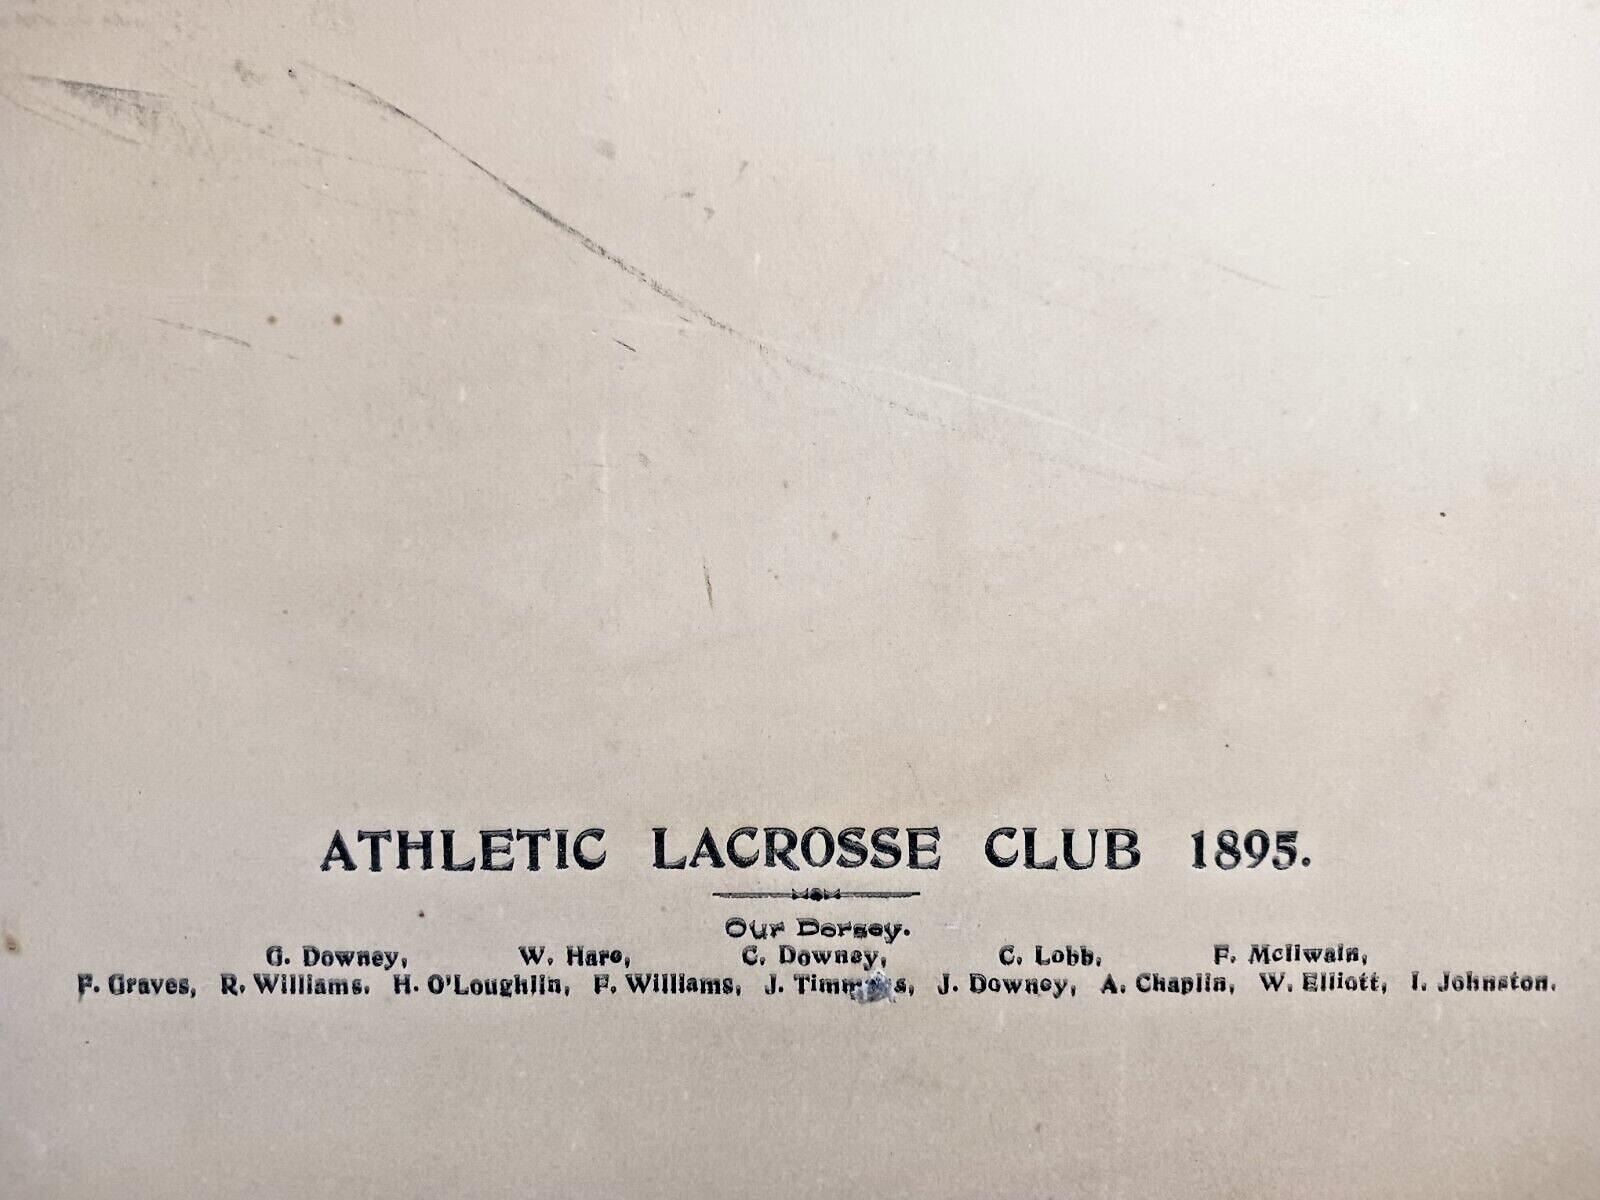 ATHLETIC LACROSSE CLUB 1895.
Our Dorsey.
G. Downey, W. Hare, C. Downey, C. Lobb, F. McIlwain,
F. Graves, R. Williams. H. O'Loughlin, F. Williams, J. J. Downey, A. Chaplin, W. Elliott, I. Johnston.